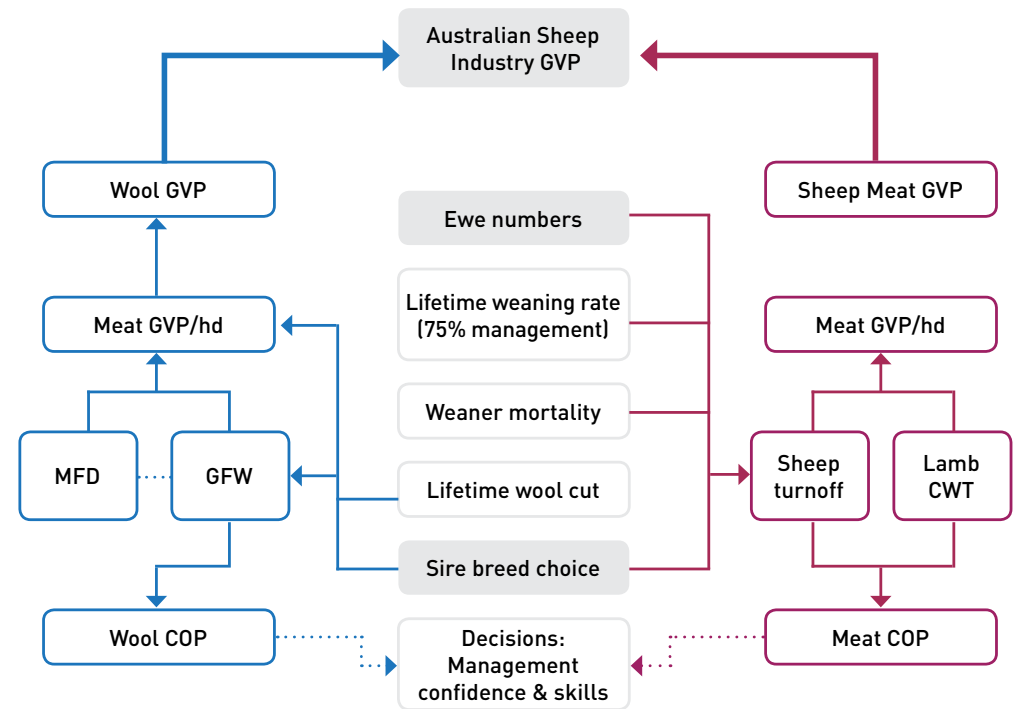 Australian Sheep
Industry GVP
Wool GVP
Sheep Meat GVP
Ewe numbers
Lifetime weaning rate
(75% management)
Meat GVP/hd
Meat GVP/hd
Weaner mortality
MFD
GFW
Lifetime wool cut
Sheep
turnoff
Lamb
CWT
Sire breed choice
Wool COP
Decisions:
Management
confidence & skills
Meat COP